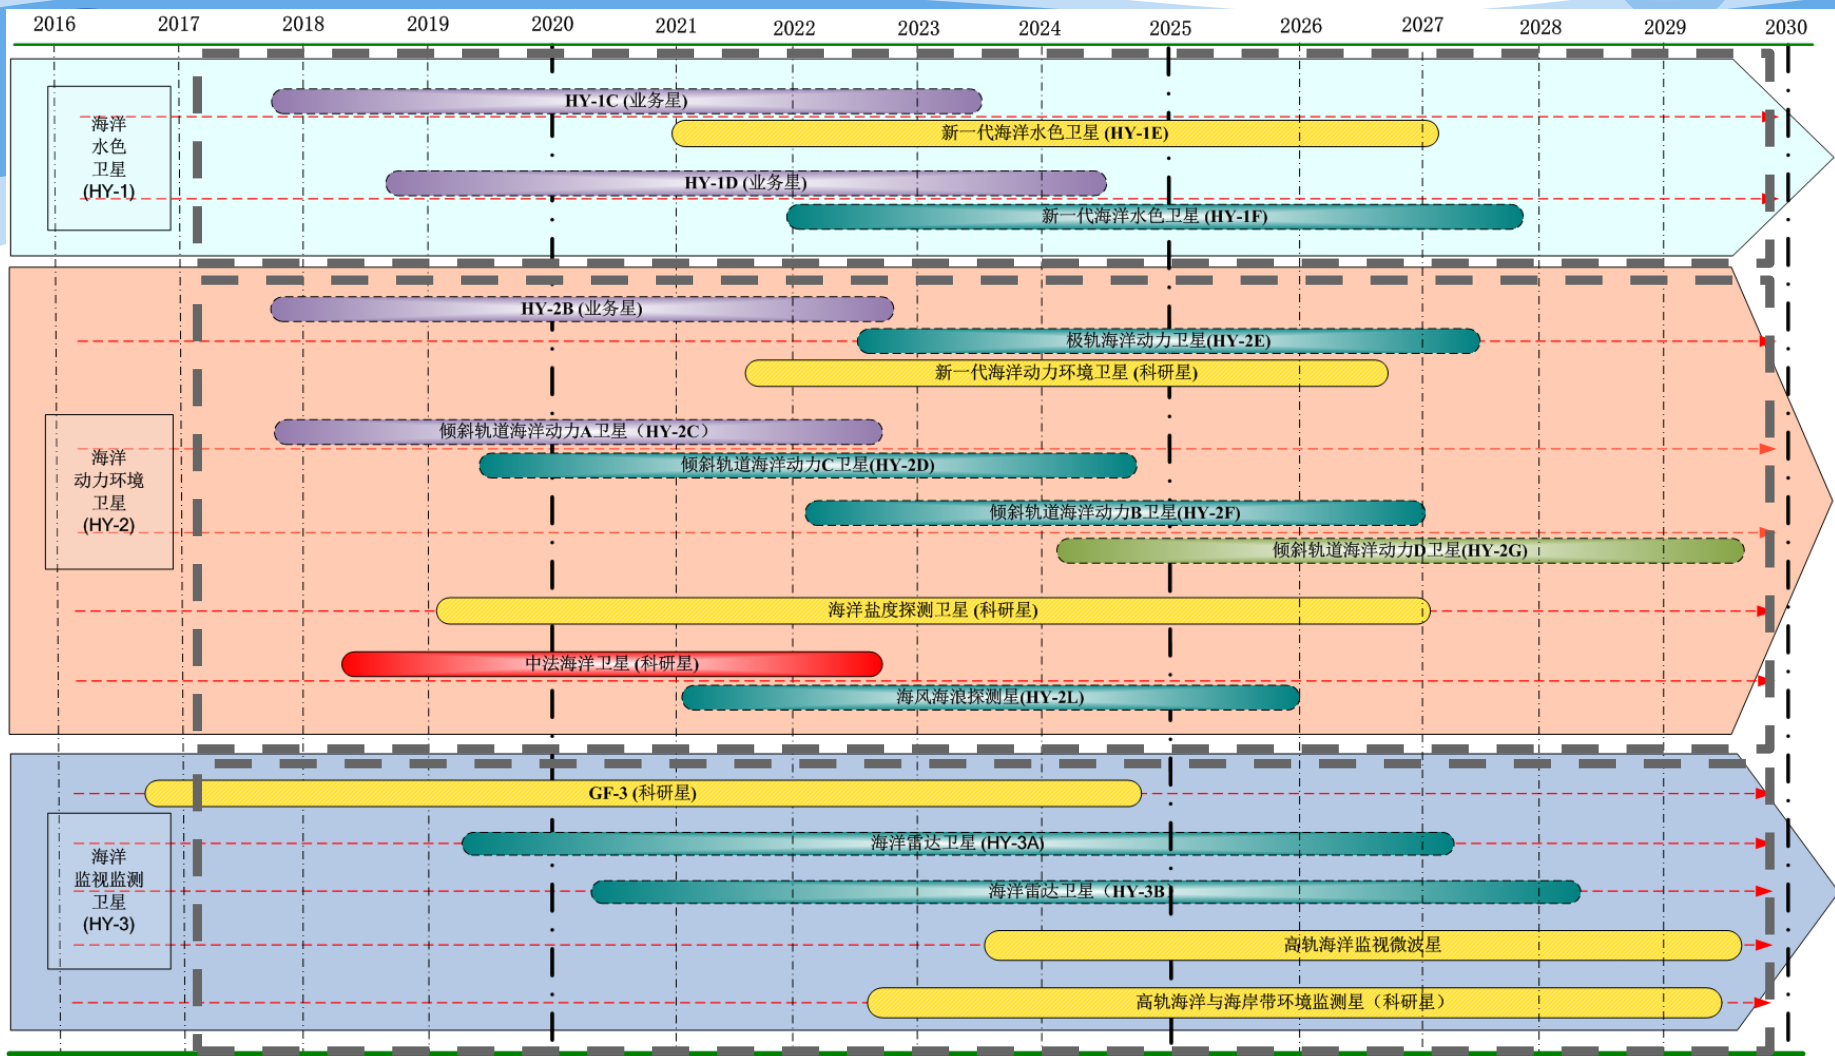 2016 2017 2018 2019 2020 2021 2022 2023 2024 2025 2026 2027 2028 2029 2030
海洋
水色
卫星
(HY-1)
HY-1C (业务星)
新一代海洋水色卫星 (HY-1E)
HY-1D (业务星)
新一代海洋水色卫星 (HY-1F)
海洋
动力环境
卫星
(HY-2)
HY-2B (业务星)
极轨海洋动力卫星(HY-2E)
新一代海洋动力环境卫星 (科研星)
倾斜轨道海洋动力A卫星（HY-2C）
倾斜轨道海洋动力C卫星(HY-2D)
倾斜轨道海洋动力B卫星(HY-2F)
倾斜轨道海洋动力D卫星(HY-2G)
海洋盐度探测卫星 (科研星)
中法海洋卫星 (科研星)
海风海浪探测星(HY-2L)
海洋
监视监测
卫星
(HY-3)
GF-3 (科研星)
海洋雷达卫星 (HY-3A)
海洋雷达卫星（HY-3B）
高轨海洋监视微波星
高轨海洋与海岸带环境监测星（科研星）